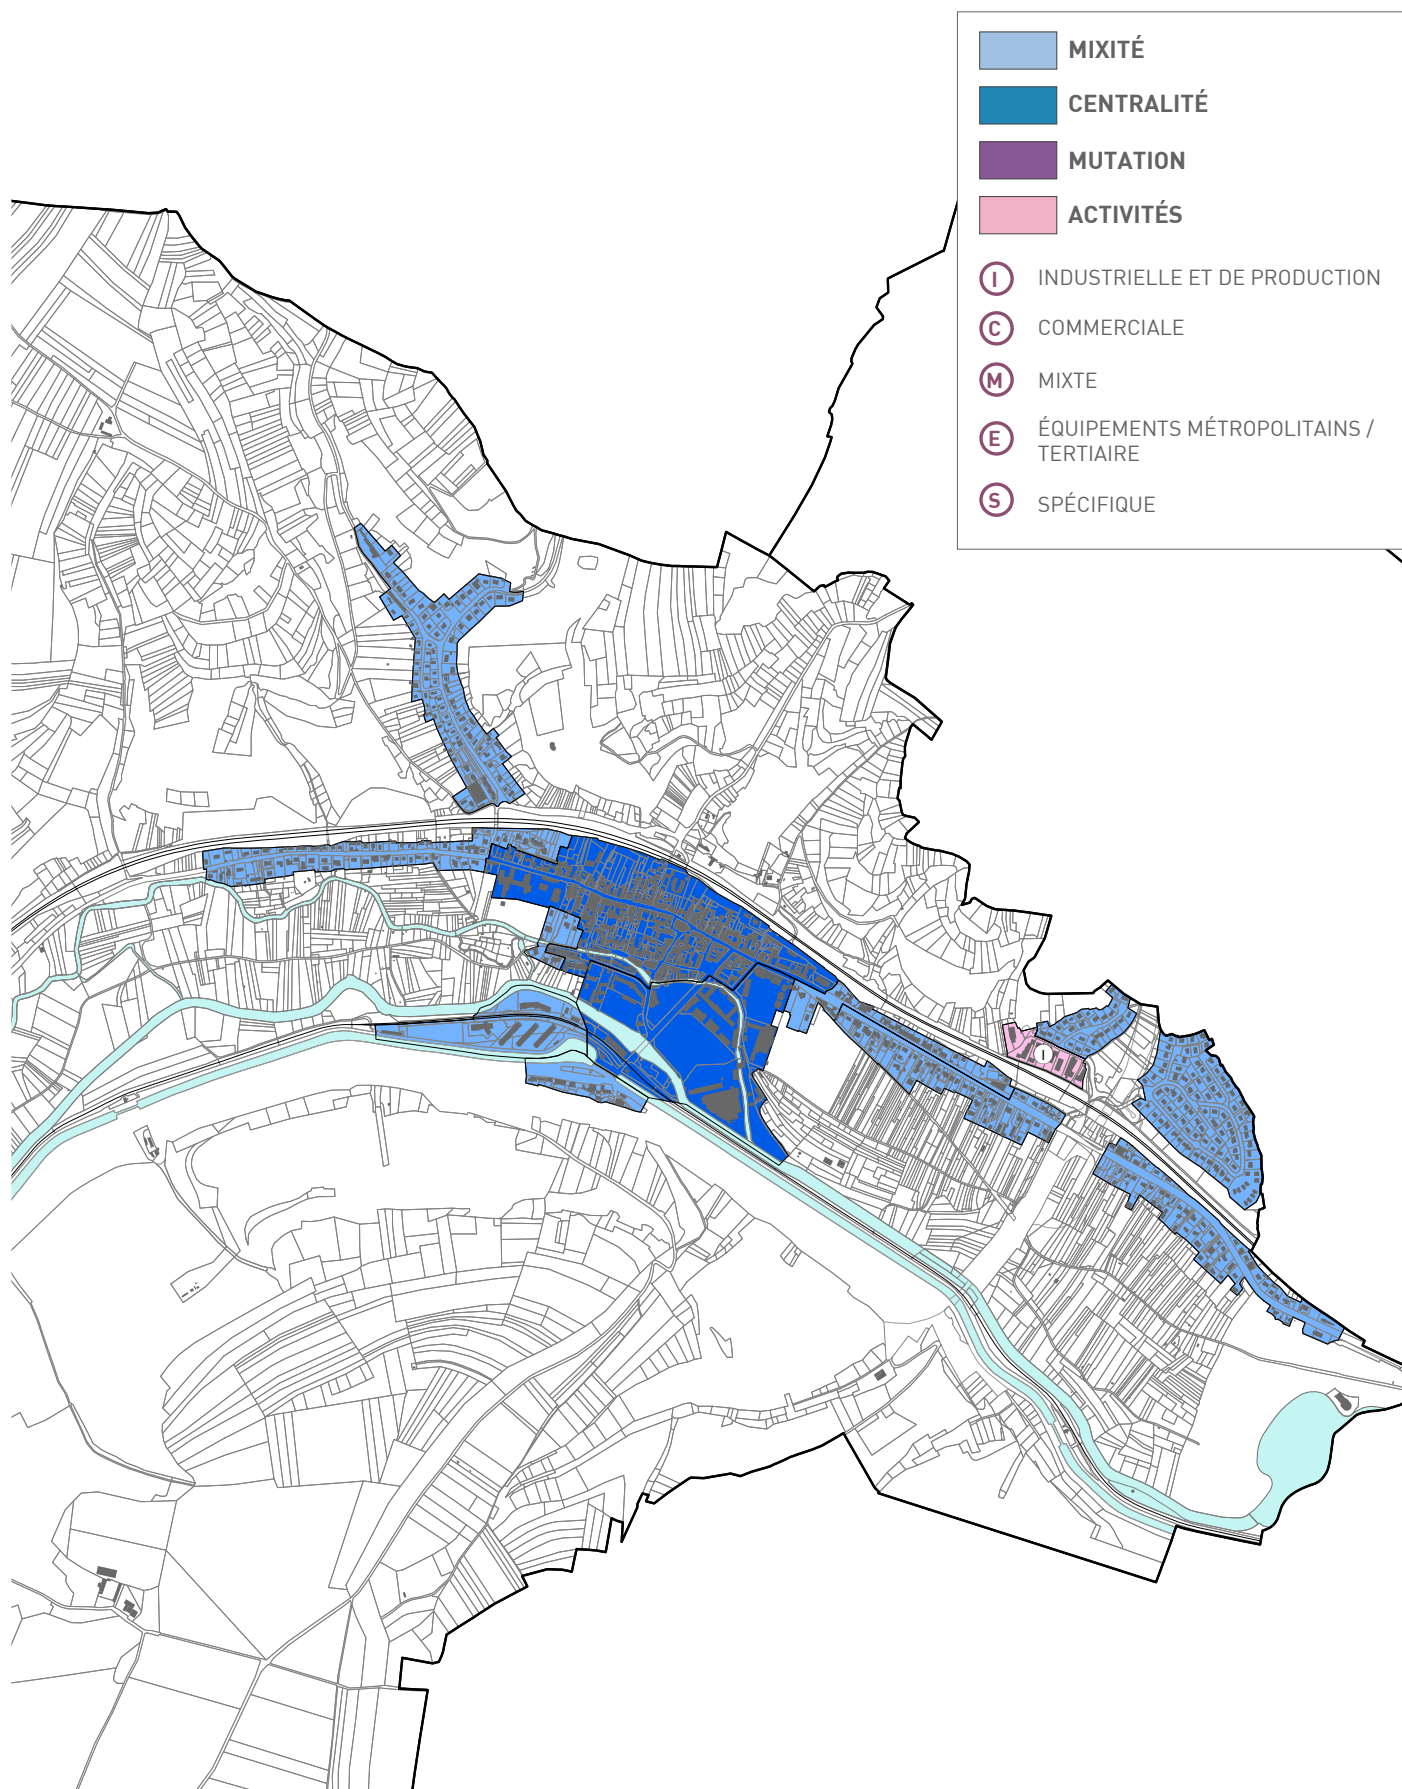 MIXITÉ
CENTRALITÉ
MUTATION
ACTIVITÉS
I INDUSTRIELLE ET DE PRODUCTION
C COMMERCIALE
M MIXTE
E ÉQUIPEMENTS MÉTROPOLITAINS /
TERTIAIRE
S SPÉCIFIQUE
I